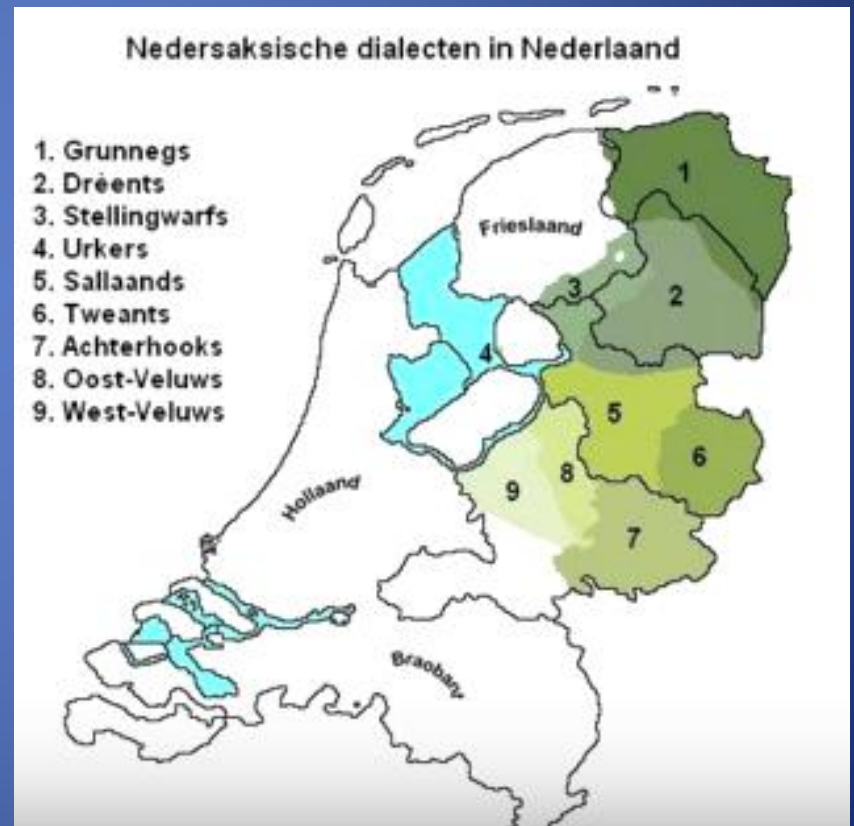 Nedersaksische dialecten in Nederlaand
1. Grunnegs
2. Drèents
3. Stellingwarfs
4. Urkers
5. Sallaands
6. Tweants
7. Achterhooks
8. Oost-Veluws
9. West-Veluws
1
Frieslaand
3
2
4
5
6
8
9
Hollaand
7
Braobant